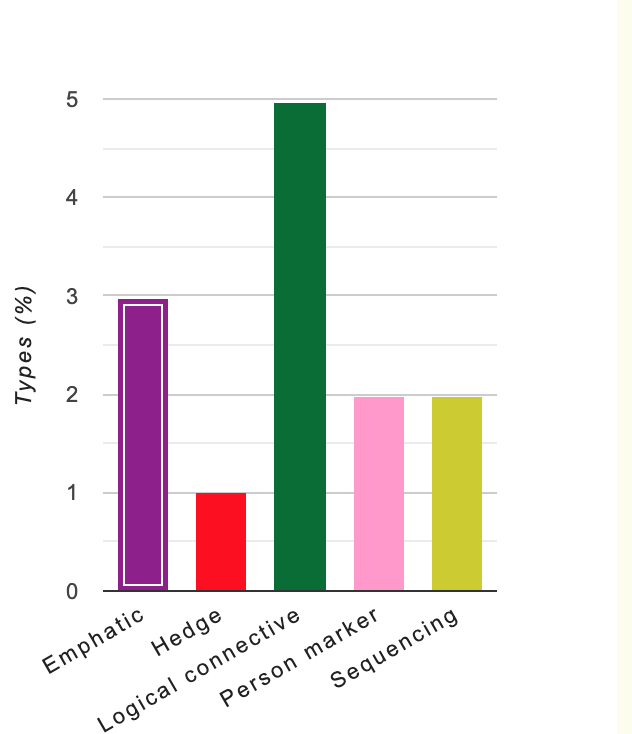 5
4
3
2
1
0
Types (%)
Emphatic
Hedge
Logical connective
Person marker
Sequencing